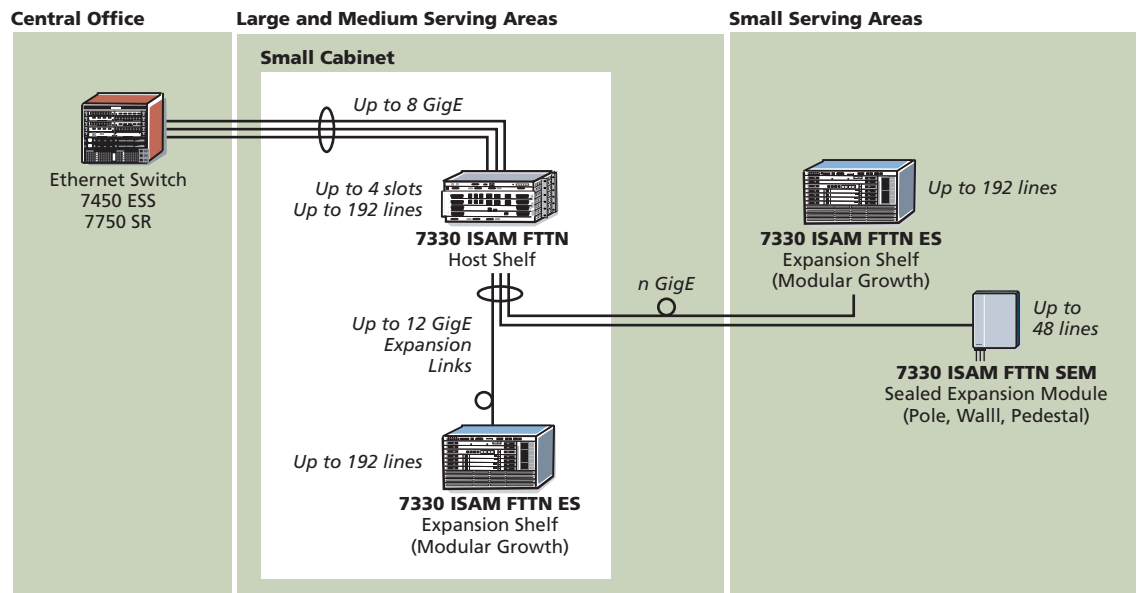 Central Office
Large and Medium Serving Areas
Small Serving Areas
Small Cabinet
Up to 8 GigE
Ethernet Switch
7450 ESS
7750 SR
Up to 4 slots
Up to 192 lines
7330 ISAM FTTN
Host Shelf
Up to 192 lines
7330 ISAM FTTN ES
Expansion Shelf
(Modular Growth)
n GigE
Up to 12 GigE
Expansion
Links
Up to
48 lines
7330 ISAM FTTN SEM
Sealed Expansion Module
(Pole, Walll, Pedestal)
Up to 192 lines
7330 ISAM FTTN ES
Expansion Shelf
(Modular Growth)